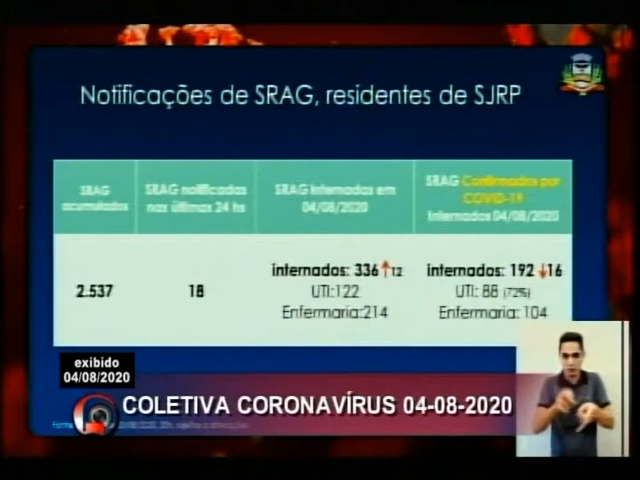 Notificações de SRAG, residentes de SJRP
SRAG
acumulados
SRAG notificadas
nas últimas 24 hs
SRAG Internadas em
04/08/2020
SRAG Confirmadas por
COVID-19
Internados 04/08/2020
2.537
18
internados: 336 12
UTI:122
Enfermaria:214
internados: 192 16
UTI: 88 (72%)
Enfermaria: 104
exibido
04/08/2020
COLETIVA CORONAVÍRUS 04-08-2020